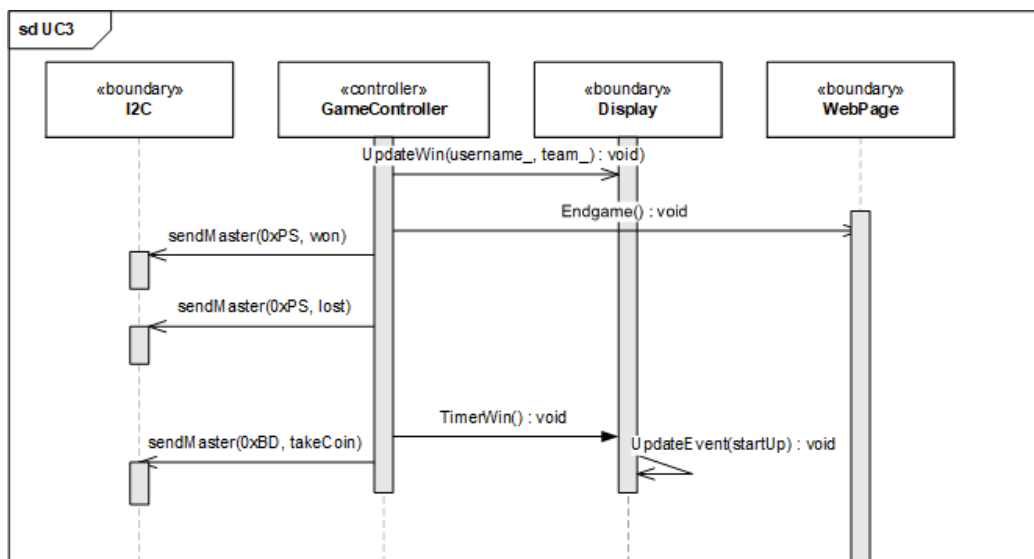 sd UC3
«boundary»
I2C
«controller»
GameController
«boundary»
Display
«boundary»
WebPage
UpdateWin(username_, team_) : void)
Endgame() : void
sendMaster(0xPS, won)
sendMaster(0xPS, lost)
TimerWin() : void
sendMaster(0xBD, takeCoin)
UpdateEvent(startUp) : void